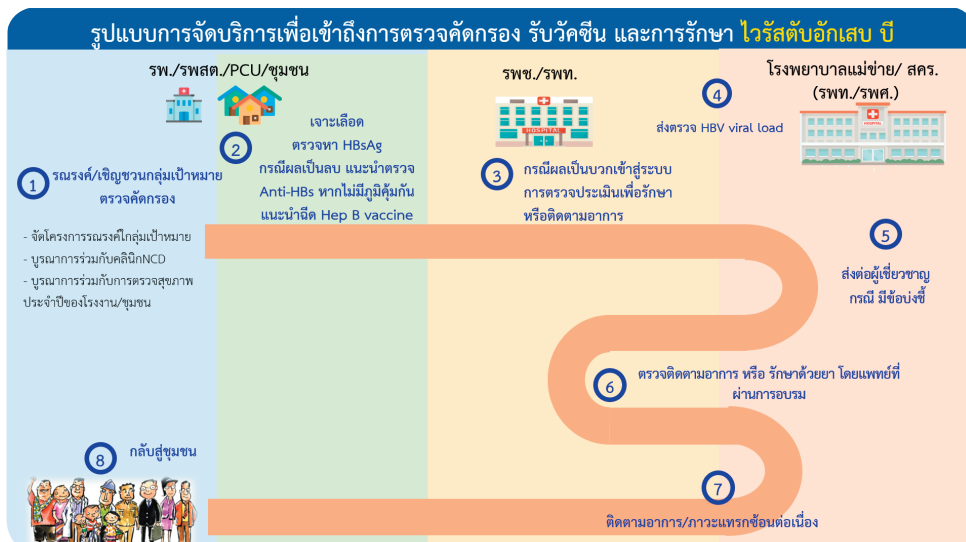 รูปแบบการจัดบริการเพื่อเข้าถึงการตรวจคัดกรอง รับวัคซีน และการรักษา ไวรัสตับอักเสบ บี
รพ./รพสต./PCU/ชุมชน
รพช./รพท.
โรงพยาบาลแม่ข่าย/ สคร.
(รพท./รพศ.)
1
รณรงค์/เชิญชวนกลุ่มเป้าหมาย
ตรวจคัดกรอง
- จัดโครงการรณรงค์ใกลุ่มเป้าหมาย
- บูรณาการร่วมกับคลินิกNCD
- บูรณาการร่วมกับการตรวจสุขภาพ
ประจำปีของโรงงาน/ชุมชน
2
เจาะเลือด
ตรวจหา HBsAg
กรณีผลเป็นลบ แนะนำตรวจ
Anti-HBs หากไม่มีภูมิคุ้มกัน
แนะนำฉีด Hep B vaccine
HOSPITAL
3
กรณีผลเป็นบวกเข้าสู่ระบบ
การตรวจประเมินเพื่อรักษา
หรือติดตามอาการ
4
ส่งตรวจ HBV viral load
HOSPITAL
5
ส่งต่อผู้เชี่ยวชาญ
กรณี มีข้อบ่งชี้
6
ตรวจติดตามอาการ หรือ รักษาด้วยยา โดยแพทย์ที่
ผ่านการอบรม
7
ติดตามอาการ/ภาวะแทรกซ้อนต่อเนื่อง
8
กลับสู่ชุมชน